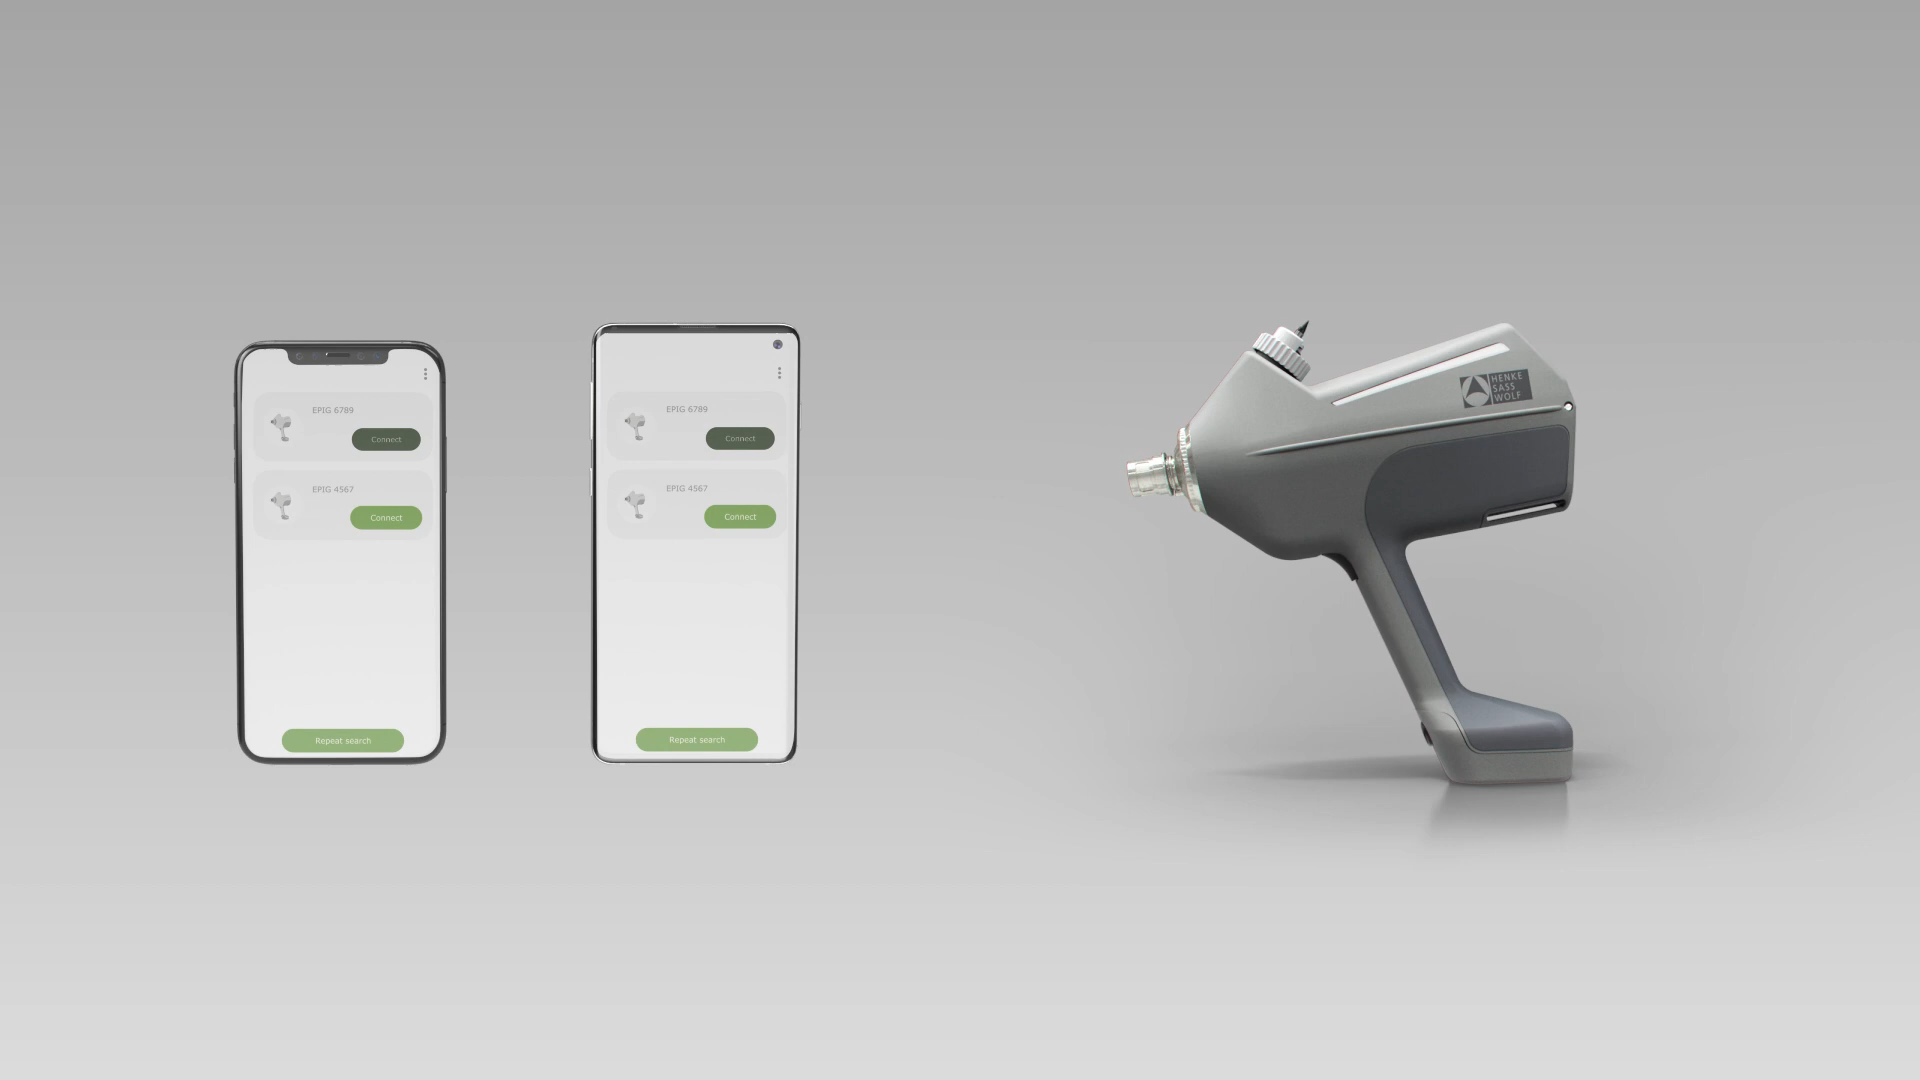 EPIG 6789
Connect
EPIG 4567
Connect
Repeat search
EPIG 6789
Connect
EPIG 4567
Connect
Repeat search
HENKE
SASS
WOLF